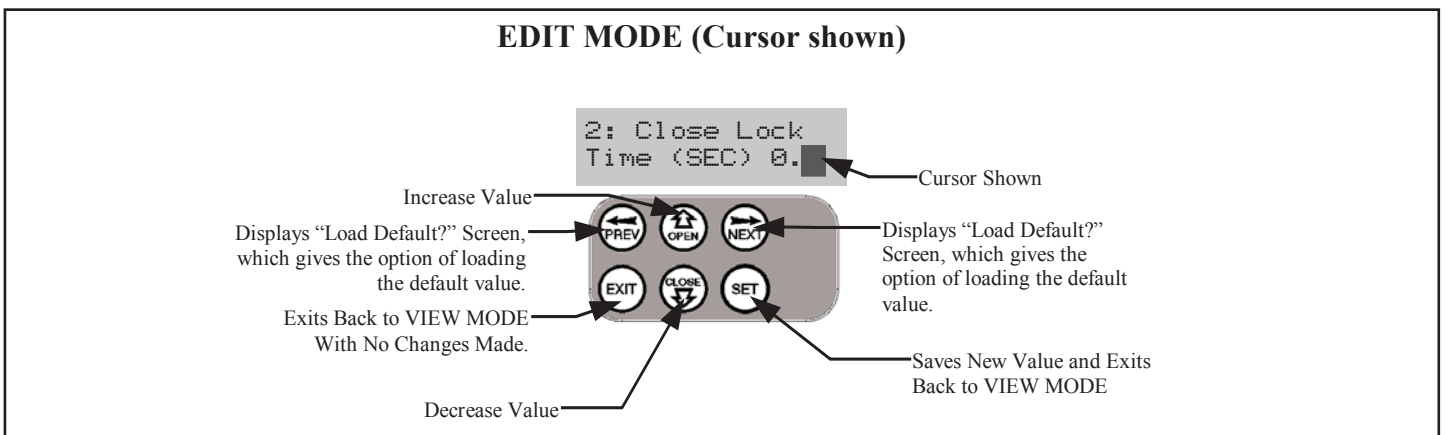 EDIT MODE (Cursor shown)
2: Close Lock
Time (SEC) 0.
Cursor Shown
Increase Value
Displays “Load Default?” Screen,
which gives the option of loading
the default value.
Exits Back to VIEW MODE
With No Changes Made.
Decrease Value
PREV
OPEN
NEXT
EXIT
CLOSE
SET
Displays “Load Default?”
Screen, which gives the
option of loading the default
value.
Saves New Value and Exits
Back to VIEW MODE